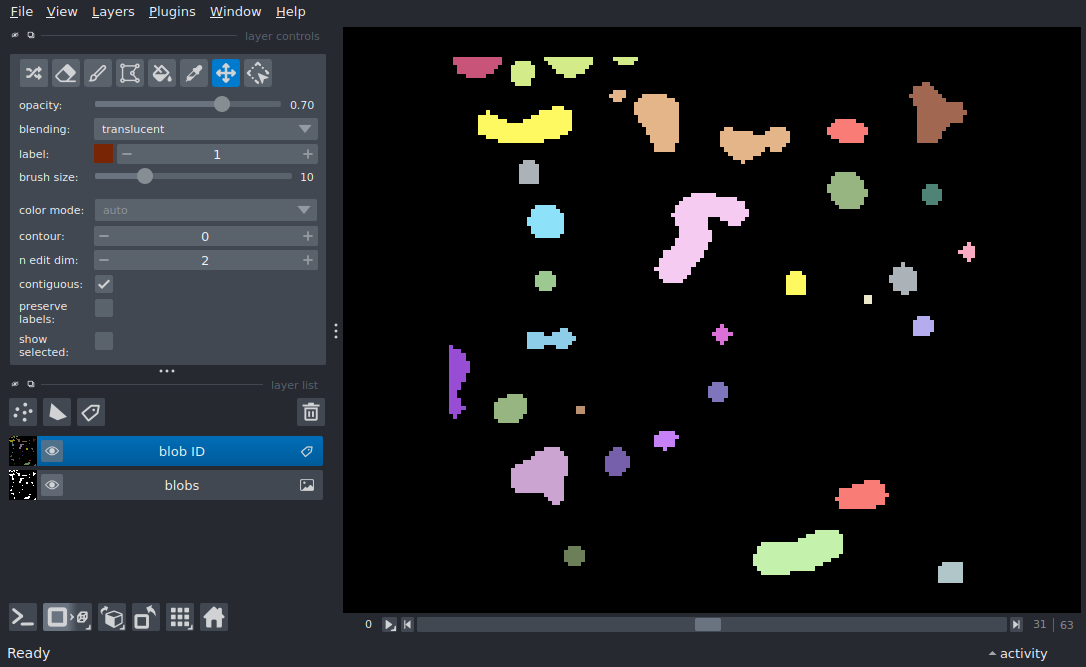 File View Layers Plugins Window Help
layer controls
opacity: 0.70
blending: translucent
label: 1
brush size: 10
color mode: auto
contour: 0
n edit dim: 2
contiguous:
preserve
labels:
show
selected:
layer list
blob ID
blobs
0 31 63
Ready activity